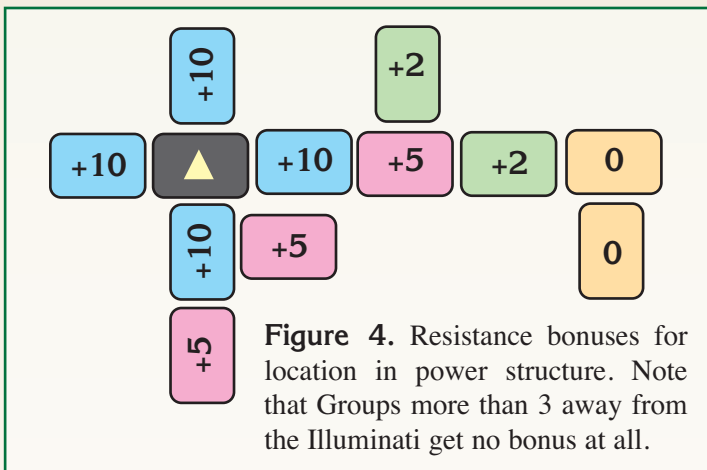 +10
+2
+10
+10
+5
+2
0
+10
+5
0
+5
Figure 4. Resistance bonuses for
location in power structure. Note
that Groups more than 3 away from
the Illuminati get no bonus at all.